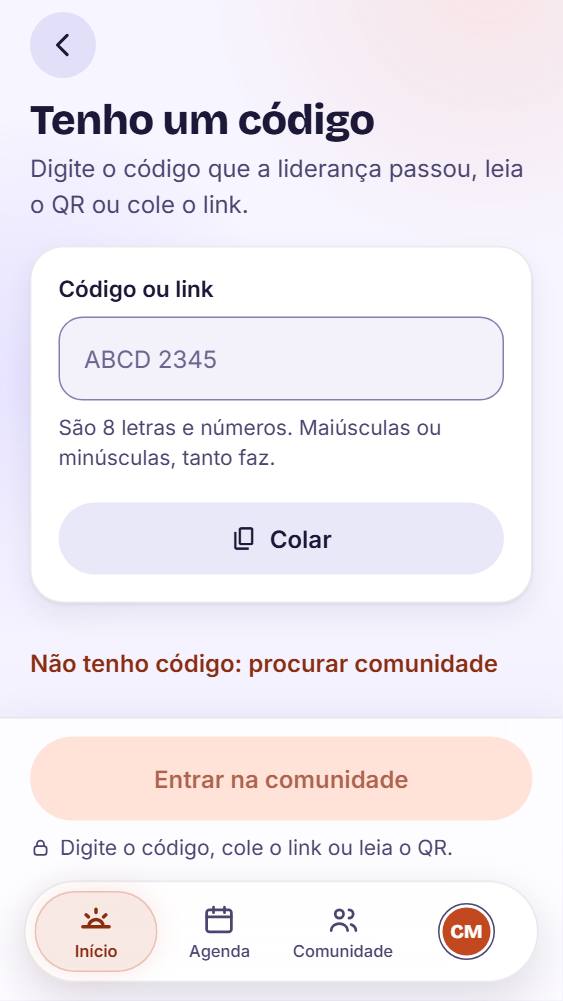 Tenho um código
Digite o código que a liderança passou, leia
o QR ou cole o link.
Código ou link
ABCD 2345
São 8 letras e números. Maiúsculas ou
minúsculas, tanto faz.
Colar
Não tenho código: procurar comunidade
Entrar na comunidade
Digite o código, cole o link ou leia o QR.
Início
Agenda
Comunidade
CM